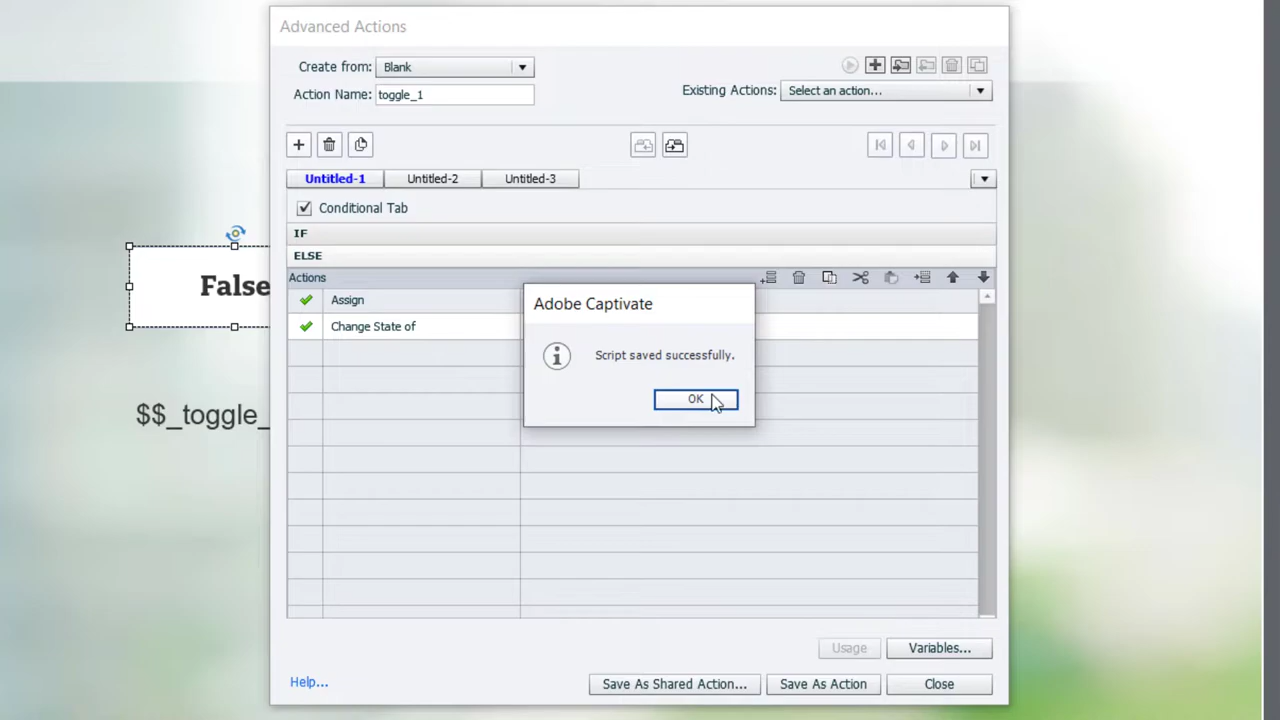 Advanced Actions
Create from: Blank
Action Name: toggle_1
Existing Actions: Select an action...
Untitled-1 Untitled-2 Untitled-3
Conditional Tab
IF
ELSE
Actions
Assign
Change State of
False
$$_toggle_
Adobe Captivate
Script saved successfully.
OK
Usage Variables...
Help... Save As Shared Action... Save As Action Close